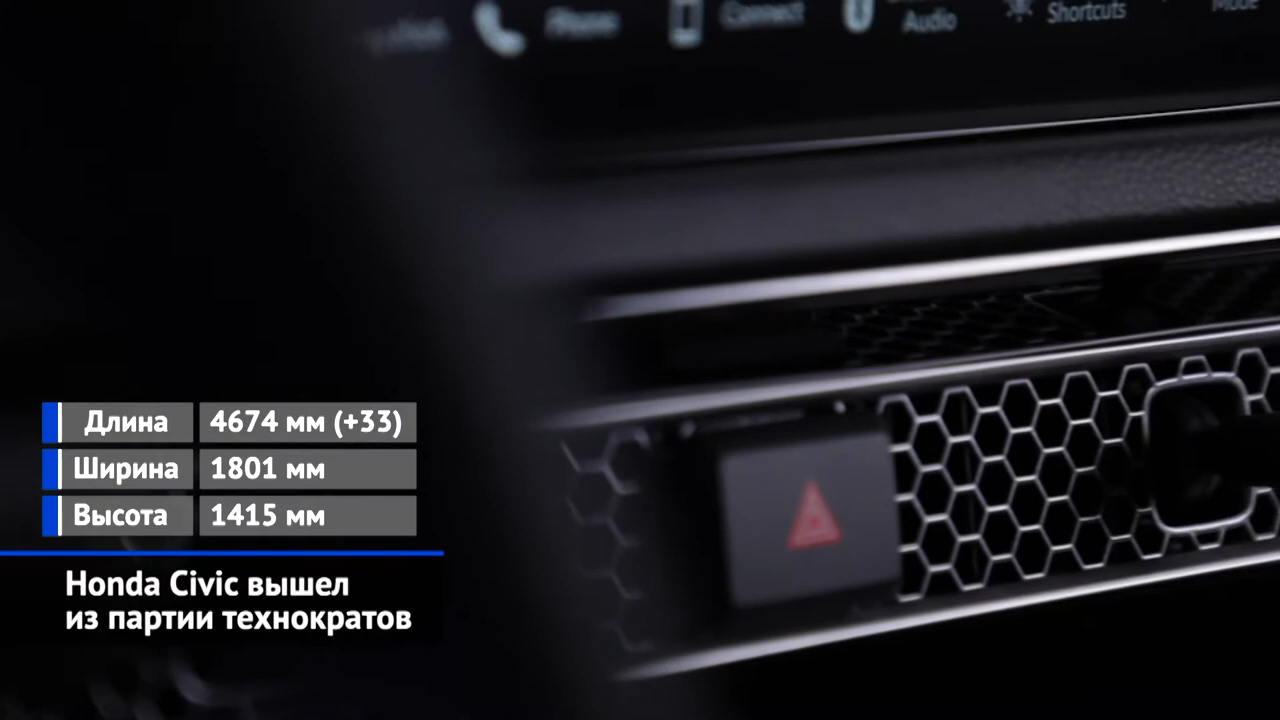 Phone
Connect
Audio
Shortcuts
Mode
Длина 4674 мм (+33)
Ширина 1801 мм
Высота 1415 мм
Honda Civic вышел
из партии технократов